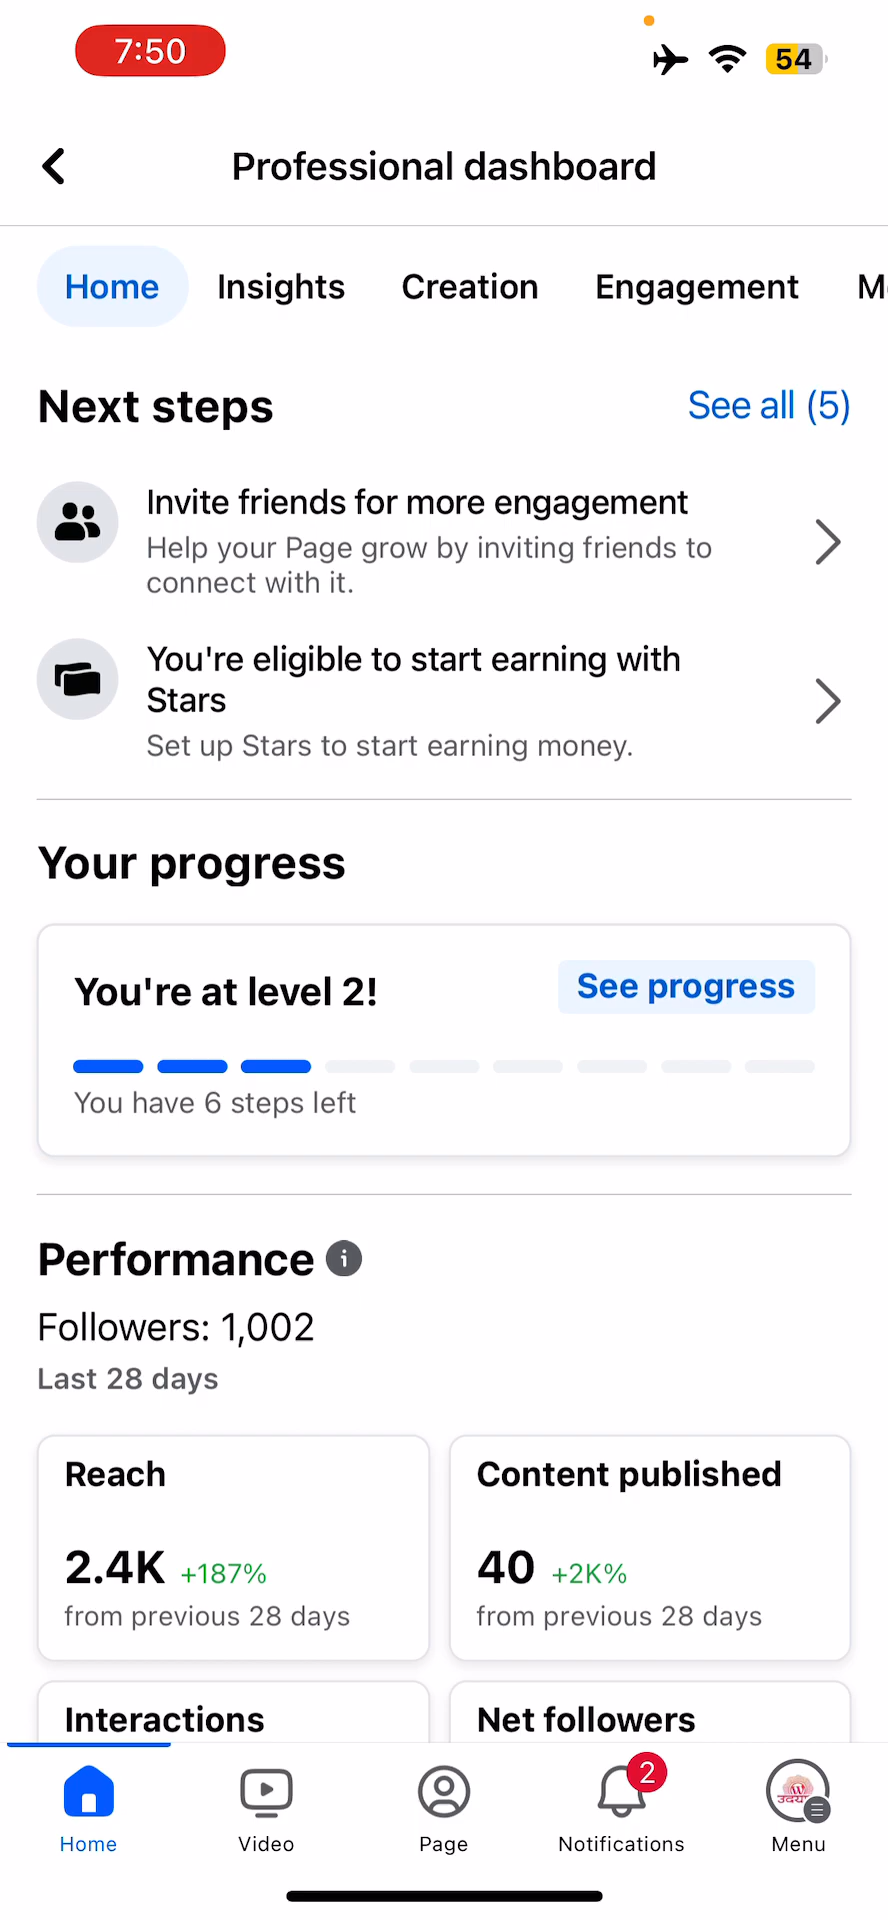 7:50
54
Professional dashboard
Home Insights Creation Engagement M
Next steps
See all (5)
Invite friends for more engagement
Help your Page grow by inviting friends to
connect with it.
You're eligible to start earning with
Stars
Set up Stars to start earning money.
Your progress
You're at level 2!
See progress
You have 6 steps left
Performance
Followers: 1,002
Last 28 days
Reach
2.4K +187%
from previous 28 days
Content published
40 +2K%
from previous 28 days
Interactions
Net followers
2
Home
Video
Page
Notifications
Menu